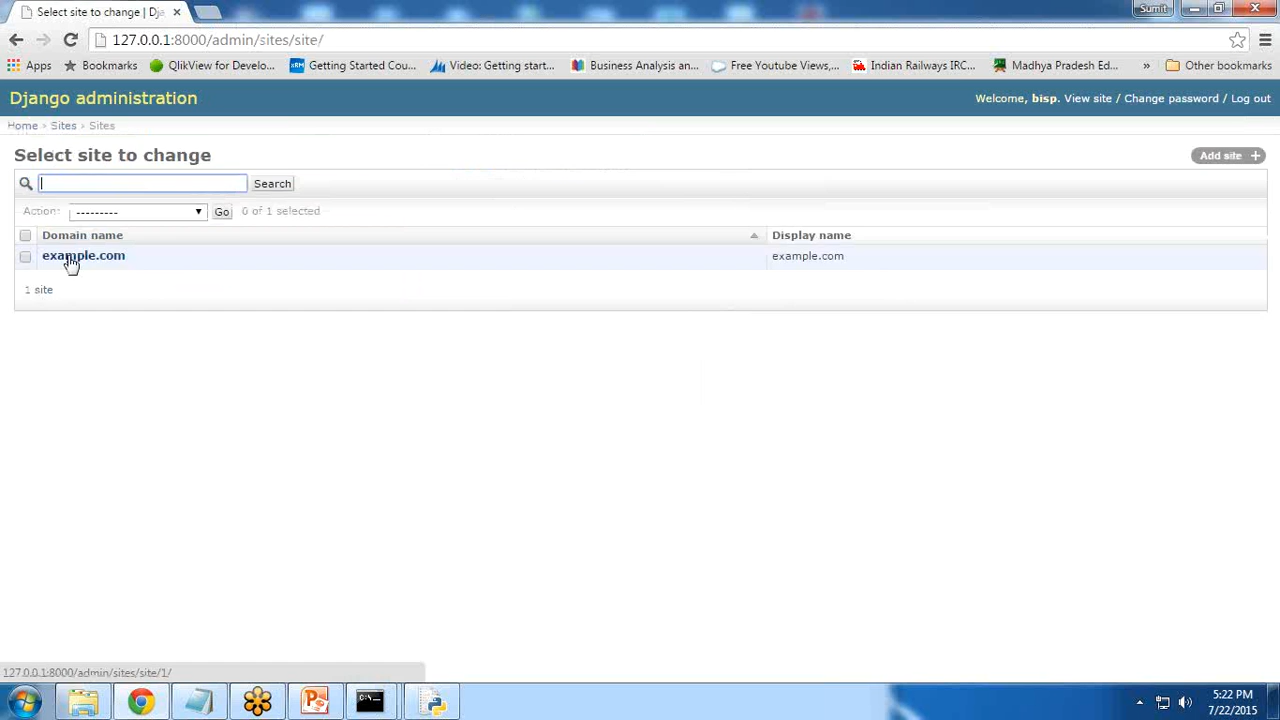 Select site to change | Dj
Sumit
127.0.0.1:8000/admin/sites/site/
Apps
Bookmarks
QlikView for Develo...
Getting Started Cou...
Video: Getting start...
Business Analysis an...
Free Youtube Views,...
Indian Railways IRC...
Madhya Pradesh Ed...
»
Other bookmarks
Django administration
Welcome, bisp. View site / Change password / Log out
Home › Sites › Sites
Select site to change
Add site +
Search
Action: --------- Go 0 of 1 selected
Domain name Display name
example.com example.com
1 site
127.0.0.1:8000/admin/sites/site/1/
5:22 PM
7/22/2015